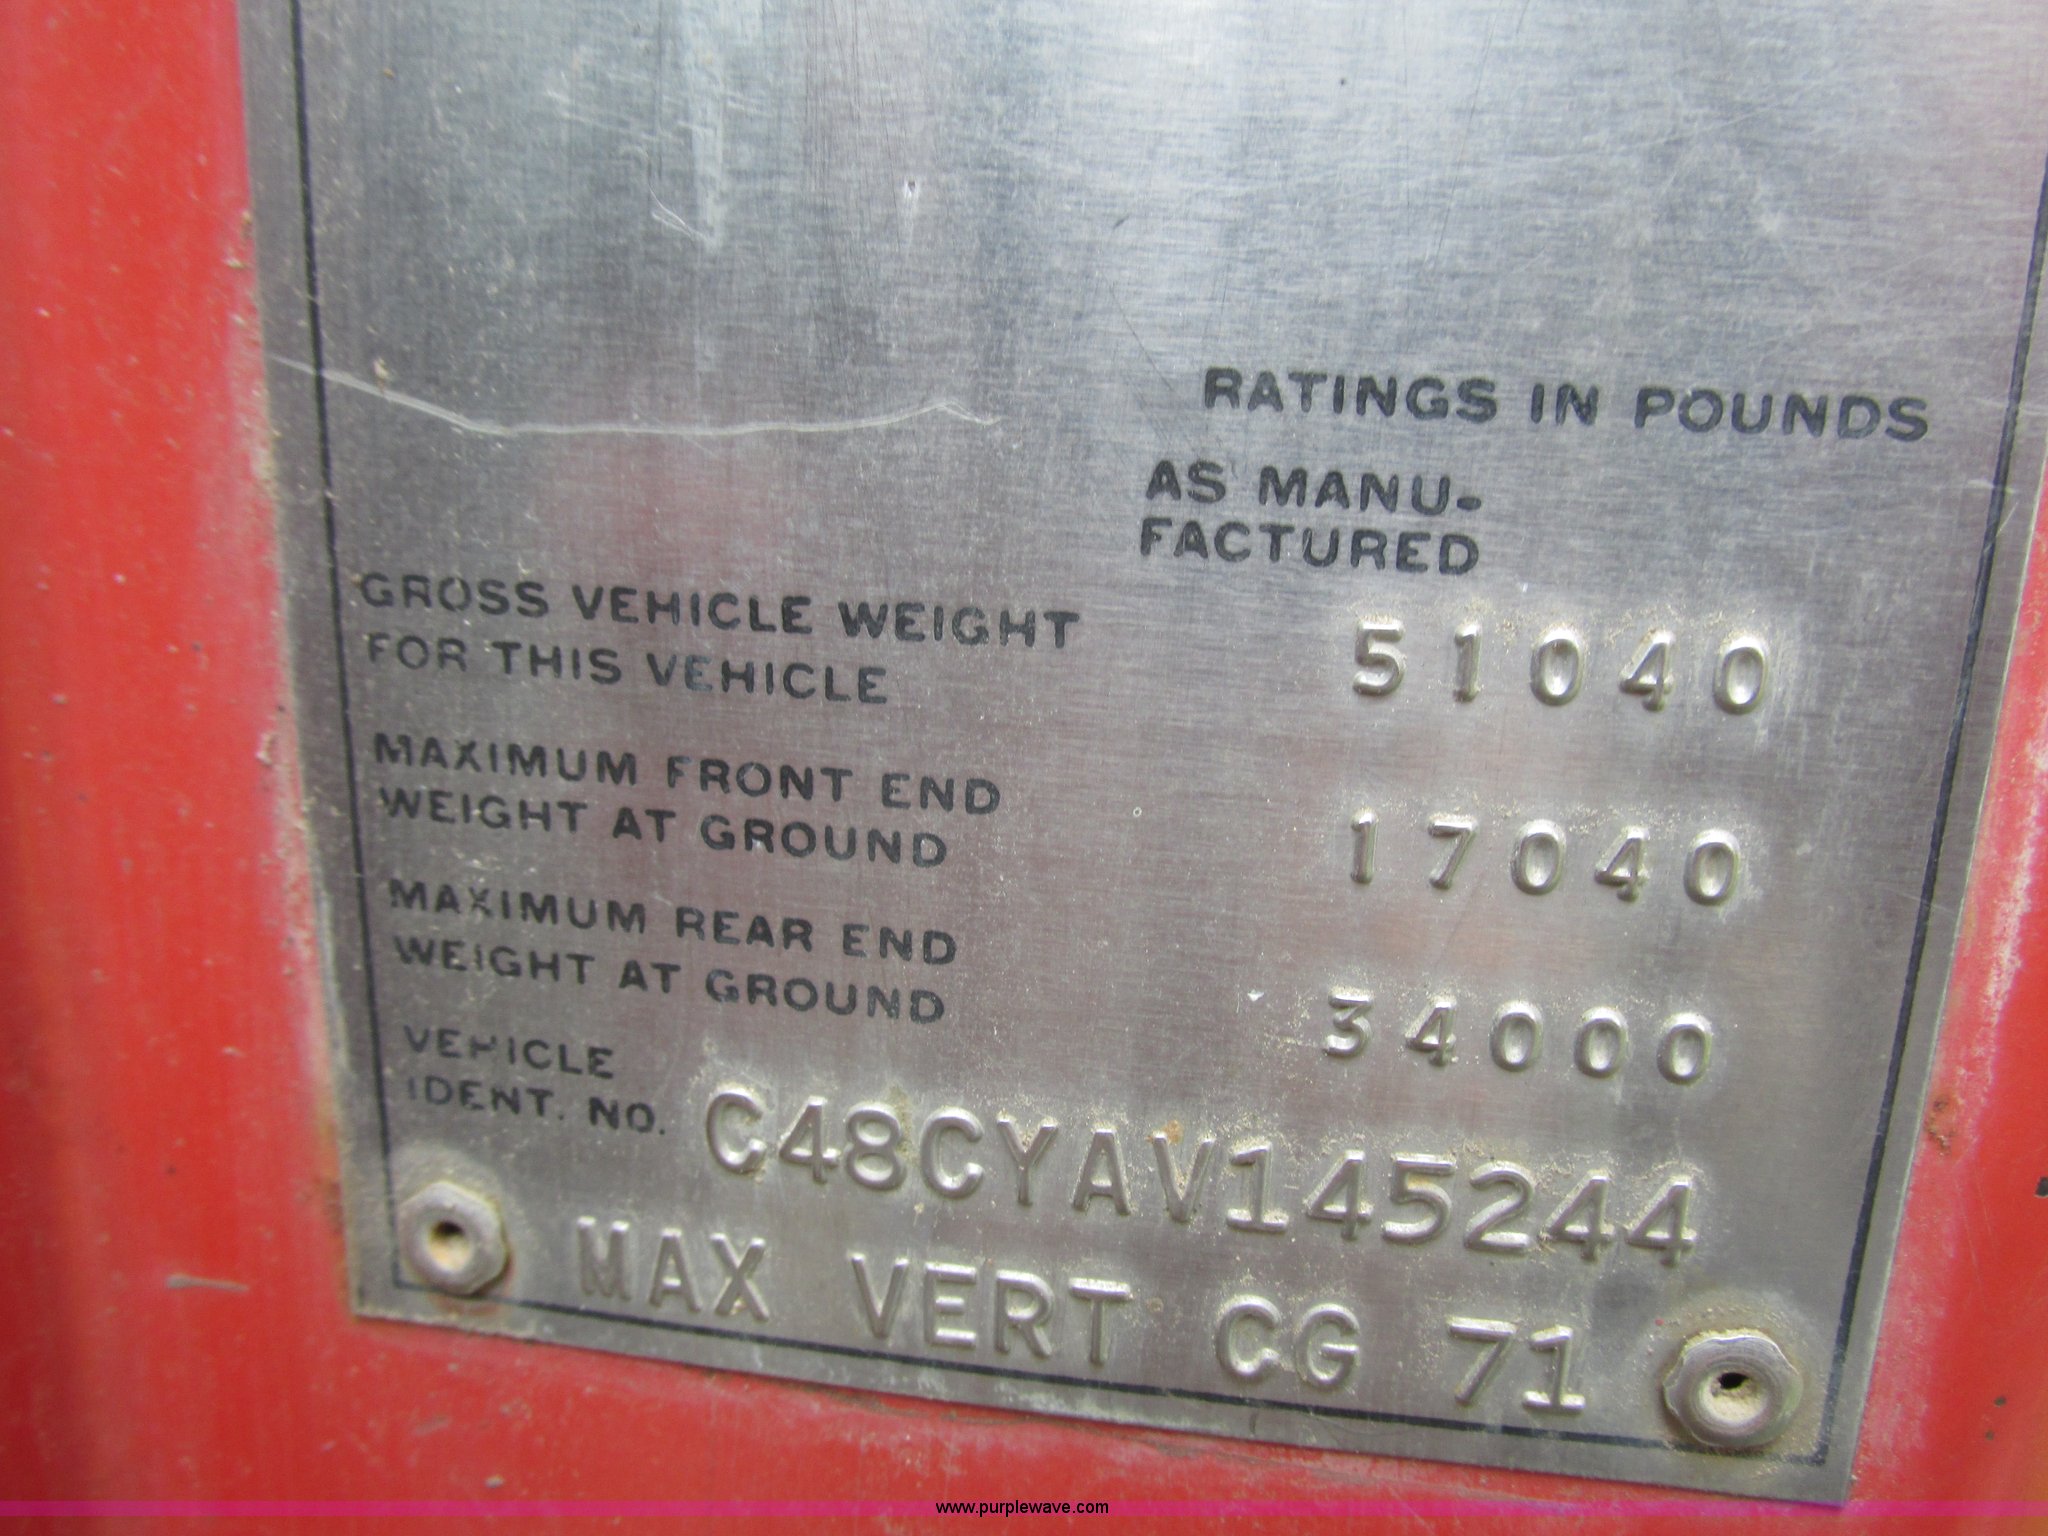 RATINGS IN POUNDS
AS MANU-
FACTURED
GROSS VEHICLE WEIGHT
FOR THIS VEHICLE
51040
MAXIMUM FRONT END
WEIGHT AT GROUND
17040
MAXIMUM REAR END
WEIGHT AT GROUND
34000
VEHICLE
IDENT. NO.
C48CYAV145244
MAX VERT CG 71
www.purplewave.com